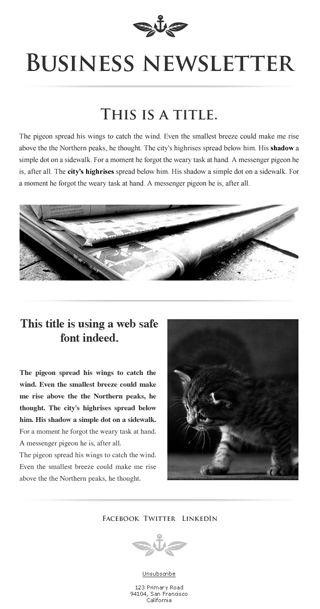 Business newsletter
This is a title.
The pigeon spread his wings to catch the wind. Even the smallest breeze could make me rise
above the the Northern peaks, he thought. The city's highrises spread below him. His shadow a
simple dot on a sidewalk. For a moment he forgot the weary task at hand. A messenger pigeon he
is, after all. The city's highrises spread below him. His shadow a simple dot on a sidewalk. For
a moment he forgot the weary task at hand. A messenger pigeon he is, after all.
This title is using a web safe
font indeed.
The pigeon spread his wings to catch the
wind. Even the smallest breeze could make
me rise above the the Northern peaks, he
thought. The city's highrises spread below
him. His shadow a simple dot on a sidewalk.
For a moment he forgot the weary task at hand.
A messenger pigeon he is, after all.
The pigeon spread his wings to catch the wind.
Even the smallest breeze could make me rise
above the the Northern peaks, he thought.
Facebook Twitter LinkedIn
Unsubscribe
123 Primary Road
94104, San Francisco
California